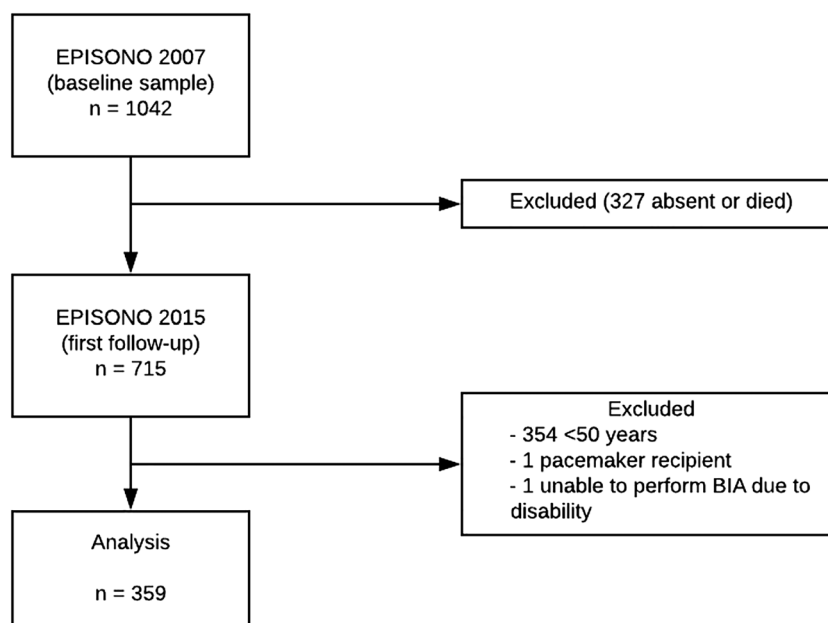 EPISONO 2007
(baseline sample)
n = 1042
Excluded (327 absent or died)
EPISONO 2015
(first follow-up)
n = 715
Excluded
- 354 <50 years
- 1 pacemaker recipient
- 1 unable to perform BIA due to
disability
Analysis
n = 359